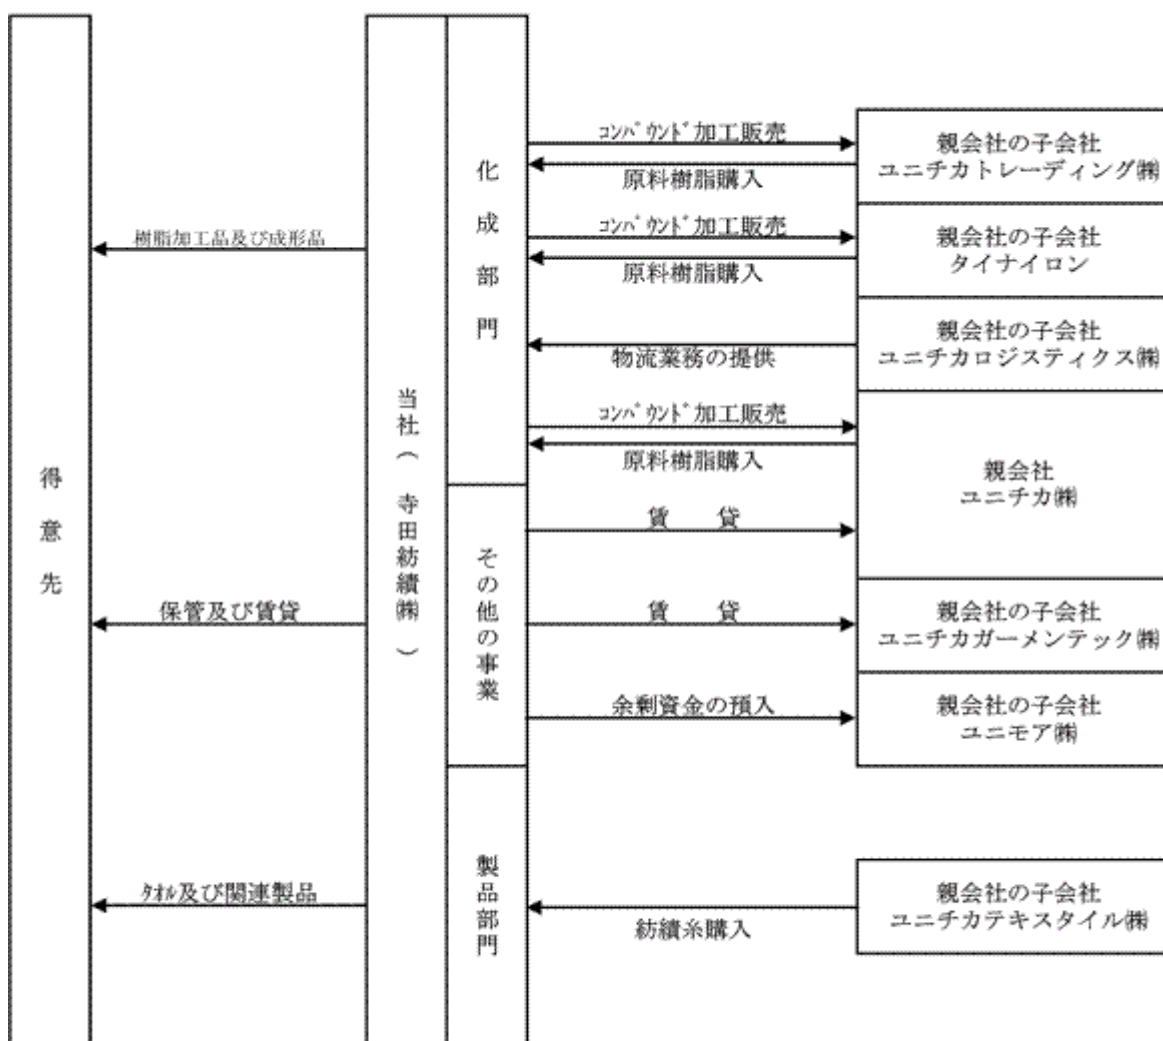 得意先
当社(寺田紡績㈱)
化成部門
その他の事業
製品部門
樹脂加工品及び成形品
保管及び賃貸
ﾀｵﾙ及び関連製品
ｺﾝﾊﾟｳﾝﾄﾞ加工販売
原料樹脂購入
ｺﾝﾊﾟｳﾝﾄﾞ加工販売
原料樹脂購入
物流業務の提供
ｺﾝﾊﾟｳﾝﾄﾞ加工販売
原料樹脂購入
賃　貸
賃　貸
余剰資金の預入
紡績糸購入
親会社の子会社
ユニチカトレーディング㈱
親会社の子会社
タイナイロン
親会社の子会社
ユニチカロジスティクス㈱
親会社
ユニチカ㈱
親会社の子会社
ユニチカガーメンテック㈱
親会社の子会社
ユニモア㈱
親会社の子会社
ユニチカテキスタイル㈱